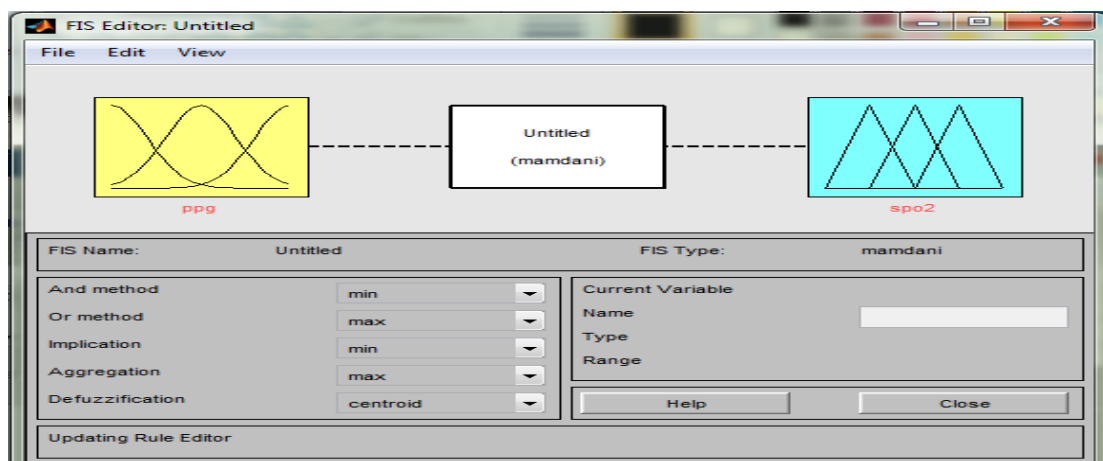 FIS Editor: Untitled
File Edit View
Untitled
(mamdani)
ppg
spo2
FIS Name: Untitled FIS Type: mamdani
And method min
Or method max
Implication min
Aggregation max
Defuzzification centroid
Current Variable
Name
Type
Range
Help Close
Updating Rule Editor